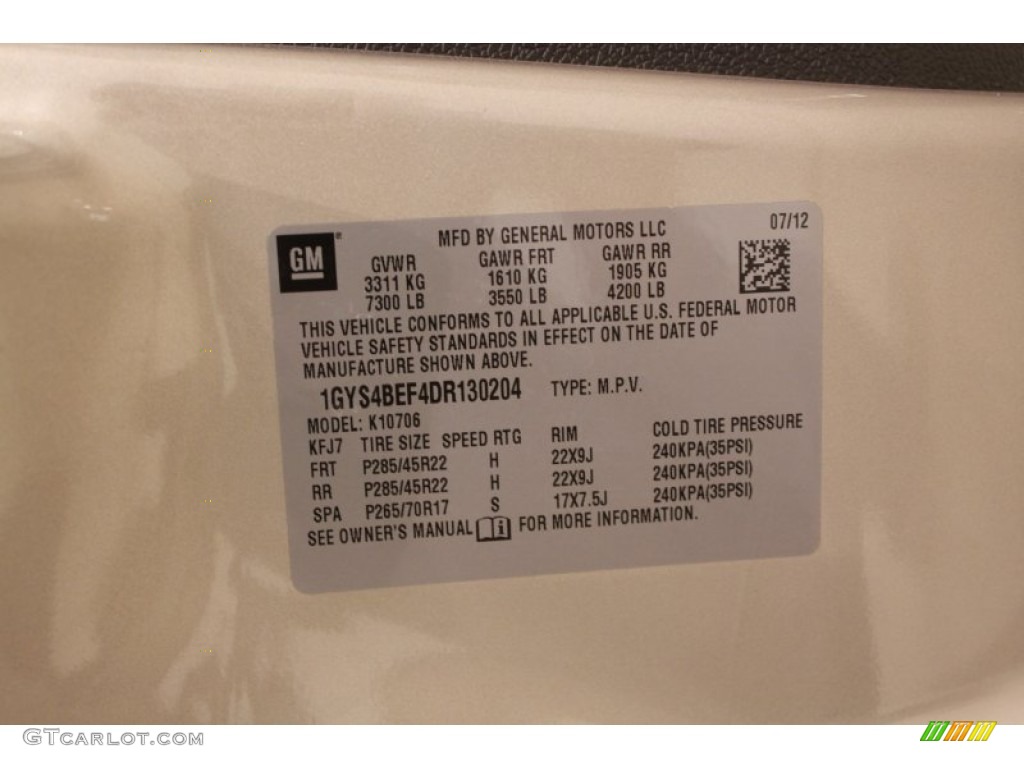 GM
MFD BY GENERAL MOTORS LLC 07/12
GVWR GAWR FRT GAWR RR
3311 KG 1610 KG 1905 KG
7300 LB 3550 LB 4200 LB
THIS VEHICLE CONFORMS TO ALL APPLICABLE U.S. FEDERAL MOTOR
VEHICLE SAFETY STANDARDS IN EFFECT ON THE DATE OF
MANUFACTURE SHOWN ABOVE.
1GYS4BEF4DR130204 TYPE: M.P.V.
MODEL: K10706
KFJ7 TIRE SIZE SPEED RTG RIM COLD TIRE PRESSURE
FRT P285/45R22 H 22X9J 240KPA(35PSI)
RR P285/45R22 H 22X9J 240KPA(35PSI)
SPA P265/70R17 S 17X7.5J 240KPA(35PSI)
SEE OWNER'S MANUAL FOR MORE INFORMATION.
GTCarlot.com